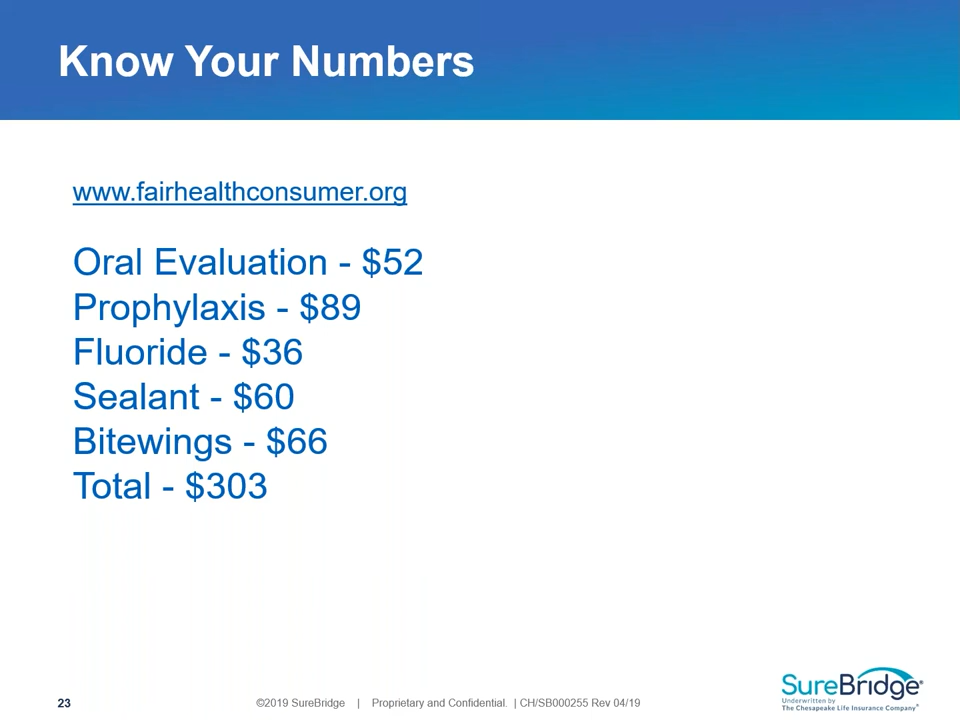 Know Your Numbers
www.fairhealthconsumer.org
Oral Evaluation - $52
Prophylaxis - $89
Fluoride - $36
Sealant - $60
Bitewings - $66
Total - $303
23
©2019 SureBridge | Proprietary and Confidential. | CH/SB000255 Rev 04/19
SureBridge®
Underwritten by
The Chesapeake Life Insurance Company®